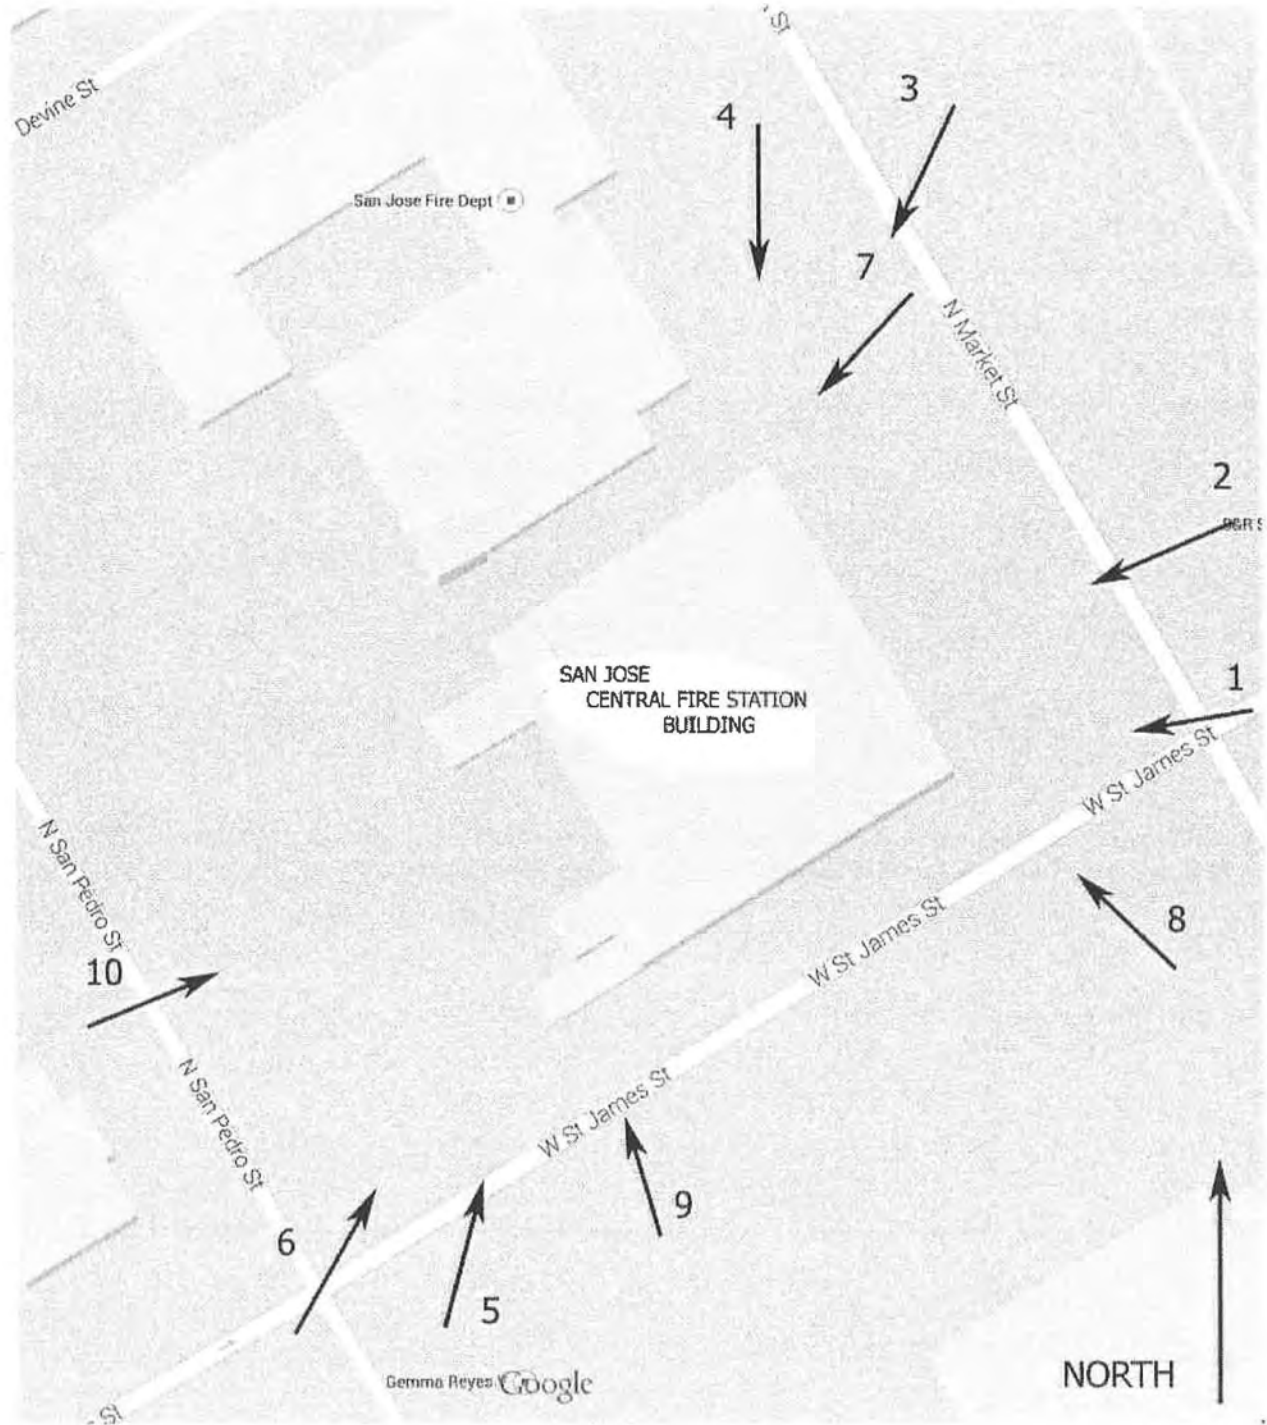 St
Devine St
3
4
San Jose Fire Dept
7
N Market St
2
SAN JOSE
CENTRAL FIRE STATION
BUILDING
1
W St James St
N San Pedro St
W St James St
8
10
N San Pedro St
W St James St
9
6
5
NORTH
Gemma Reyes
Google
St